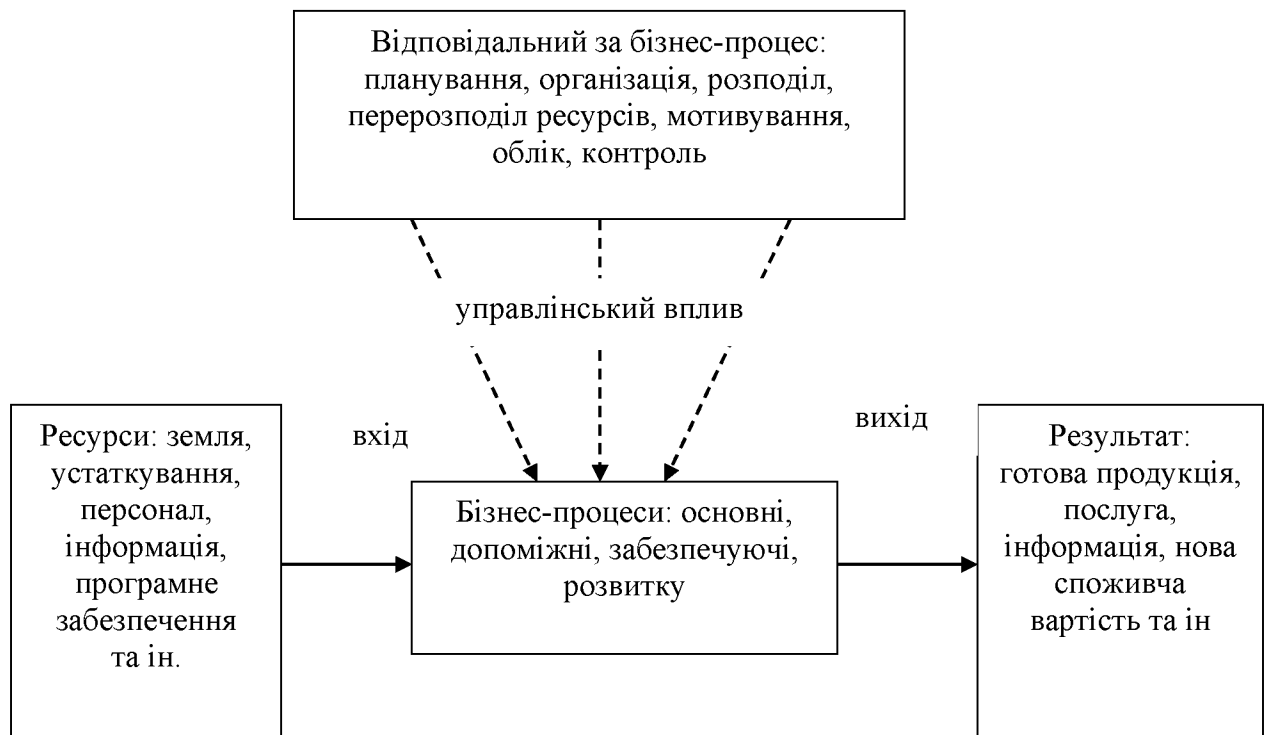 Відповідальний за бізнес-процес:
планування, організація, розподіл,
перерозподіл ресурсів, мотивування,
облік, контроль
управлінський вплив
Ресурси: земля,
устаткування,
персонал,
інформація,
програмне
забезпечення
та ін.
вхід
Бізнес-процеси: основні,
допоміжні, забезпечуючі,
розвитку
вихід
Результат:
готова продукція,
послуга,
інформація, нова
споживча
вартість та ін